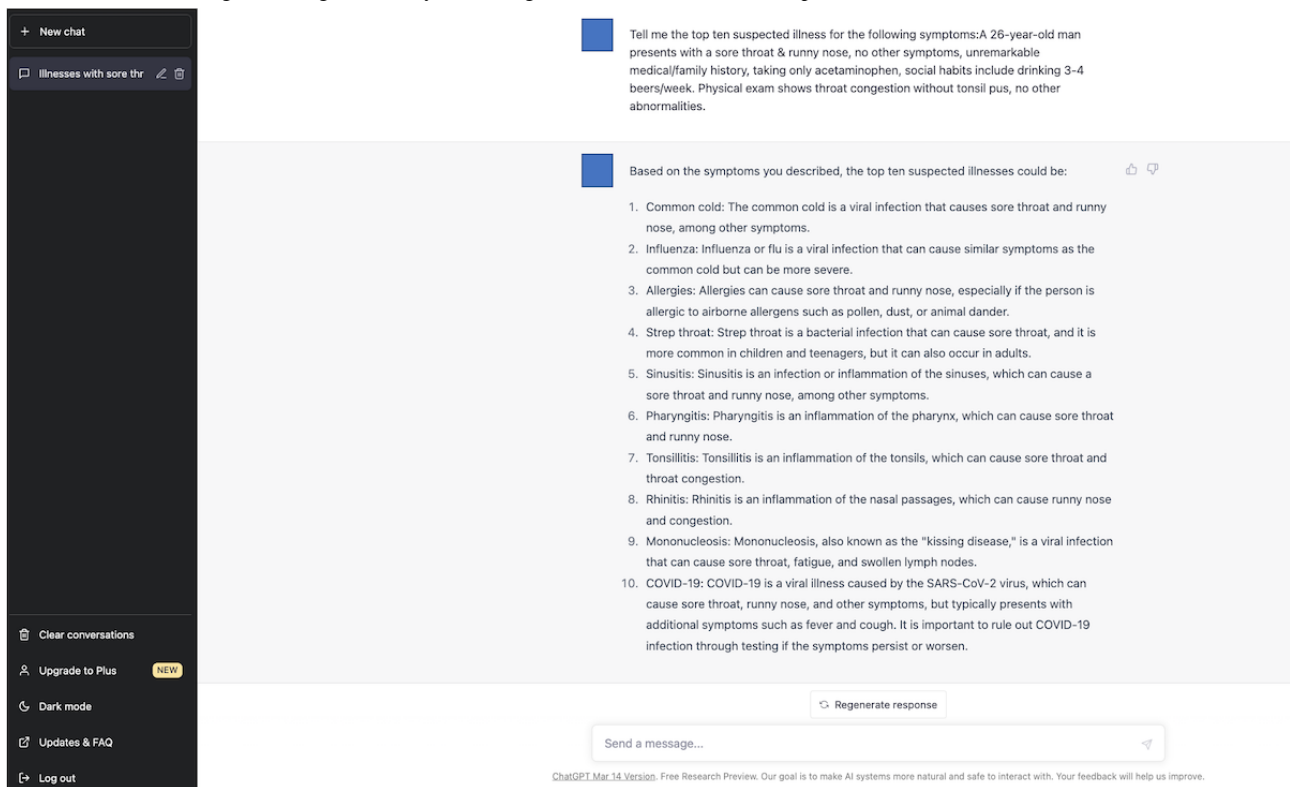 + New chat
Illnesses with sore thr
Clear conversations
Upgrade to Plus NEW
Dark mode
Updates & FAQ
Log out
Tell me the top ten suspected illness for the following symptoms:A 26-year-old man
presents with a sore throat & runny nose, no other symptoms, unremarkable
medical/family history, taking only acetaminophen, social habits include drinking 3-4
beers/week. Physical exam shows throat congestion without tonsil pus, no other
abnormalities.
Based on the symptoms you described, the top ten suspected illnesses could be:
1. Common cold: The common cold is a viral infection that causes sore throat and runny
nose, among other symptoms.
2. Influenza: Influenza or flu is a viral infection that can cause similar symptoms as the
common cold but can be more severe.
3. Allergies: Allergies can cause sore throat and runny nose, especially if the person is
allergic to airborne allergens such as pollen, dust, or animal dander.
4. Strep throat: Strep throat is a bacterial infection that can cause sore throat, and it is
more common in children and teenagers, but it can also occur in adults.
5. Sinusitis: Sinusitis is an infection or inflammation of the sinuses, which can cause a
sore throat and runny nose, among other symptoms.
6. Pharyngitis: Pharyngitis is an inflammation of the pharynx, which can cause sore throat
and runny nose.
7. Tonsillitis: Tonsillitis is an inflammation of the tonsils, which can cause sore throat and
throat congestion.
8. Rhinitis: Rhinitis is an inflammation of the nasal passages, which can cause runny nose
and congestion.
9. Mononucleosis: Mononucleosis, also known as the "kissing disease," is a viral infection
that can cause sore throat, fatigue, and swollen lymph nodes.
10. COVID-19: COVID-19 is a viral illness caused by the SARS-CoV-2 virus, which can
cause sore throat, runny nose, and other symptoms, but typically presents with
additional symptoms such as fever and cough. It is important to rule out COVID-19
infection through testing if the symptoms persist or worsen.
Regenerate response
Send a message...
ChatGPT Mar 14 Version. Free Research Preview. Our goal is to make AI systems more natural and safe to interact with. Your feedback will help us improve.